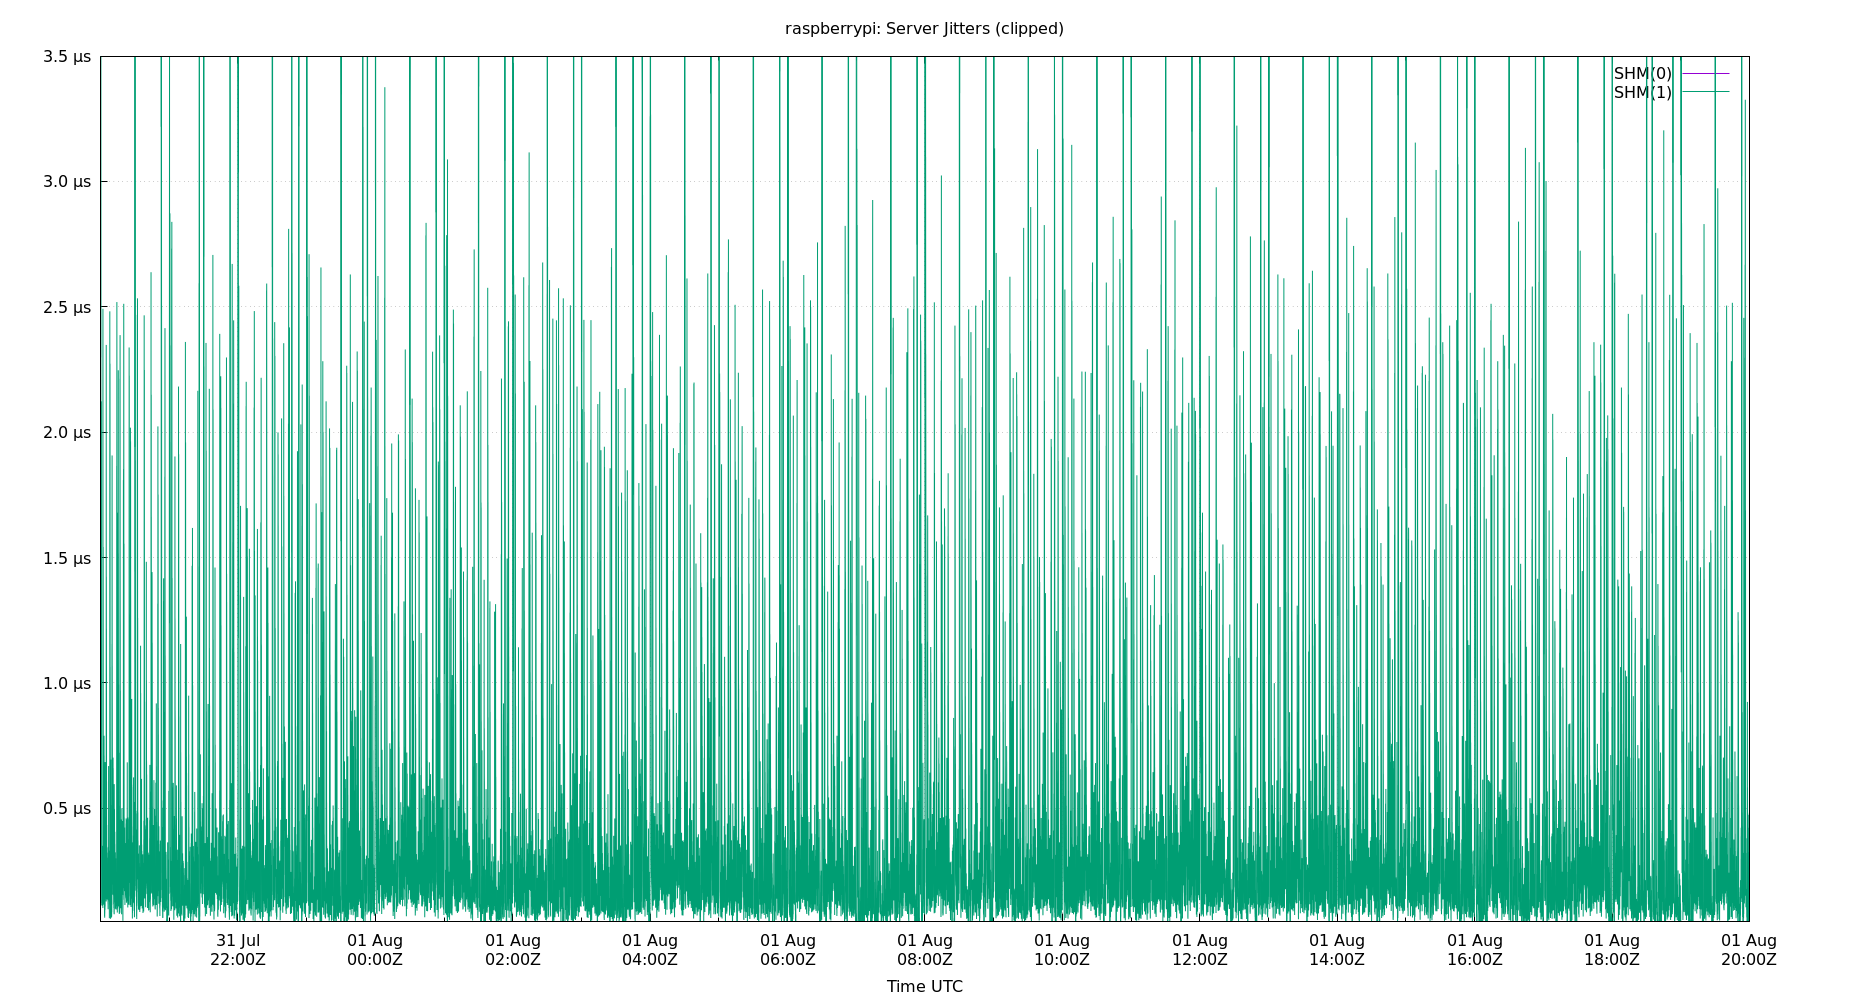 raspberrypi: Server Jitters (clipped)
3.5 µs
SHM(0)
SHM(1)
3.0 µs
2.5 µs
2.0 µs
1.5 µs
1.0 µs
0.5 µs
31 Jul 01 Aug 01 Aug 01 Aug 01 Aug 01 Aug 01 Aug 01 Aug 01 Aug 01 Aug 01 Aug 01 Aug
22:00Z 00:00Z 02:00Z 04:00Z 06:00Z 08:00Z 10:00Z 12:00Z 14:00Z 16:00Z 18:00Z 20:00Z
Time UTC